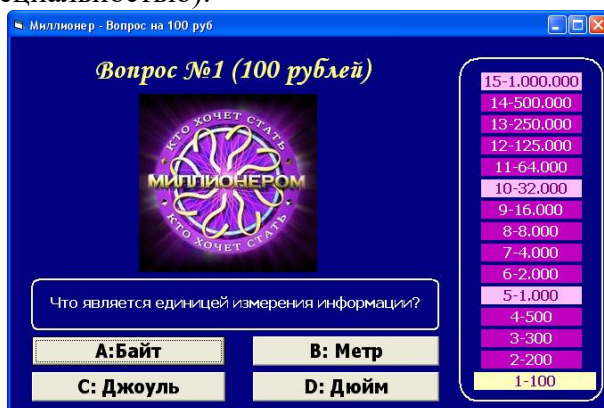 ециальностью).
Миллионер - Вопрос на 100 руб
Вопрос №1 (100 рублей)
КТО ХОЧЕТ СТАТЬ
МИЛЛИОНЕРОМ
КТО ХОЧЕТ СТАТЬ
Что является единицей измерения информации?
A:Байт
B: Метр
C: Джоуль
D: Дюйм
15-1.000.000
14-500.000
13-250.000
12-125.000
11-64.000
10-32.000
9-16.000
8-8.000
7-4.000
6-2.000
5-1.000
4-500
3-300
2-200
1-100